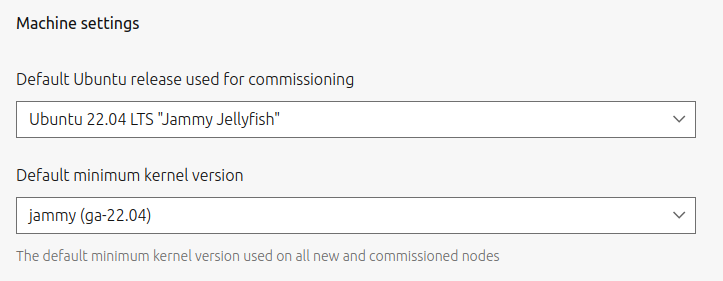 Machine settings
Default Ubuntu release used for commissioning
Ubuntu 22.04 LTS "Jammy Jellyfish"
Default minimum kernel version
jammy (ga-22.04)
The default minimum kernel version used on all new and commissioned nodes